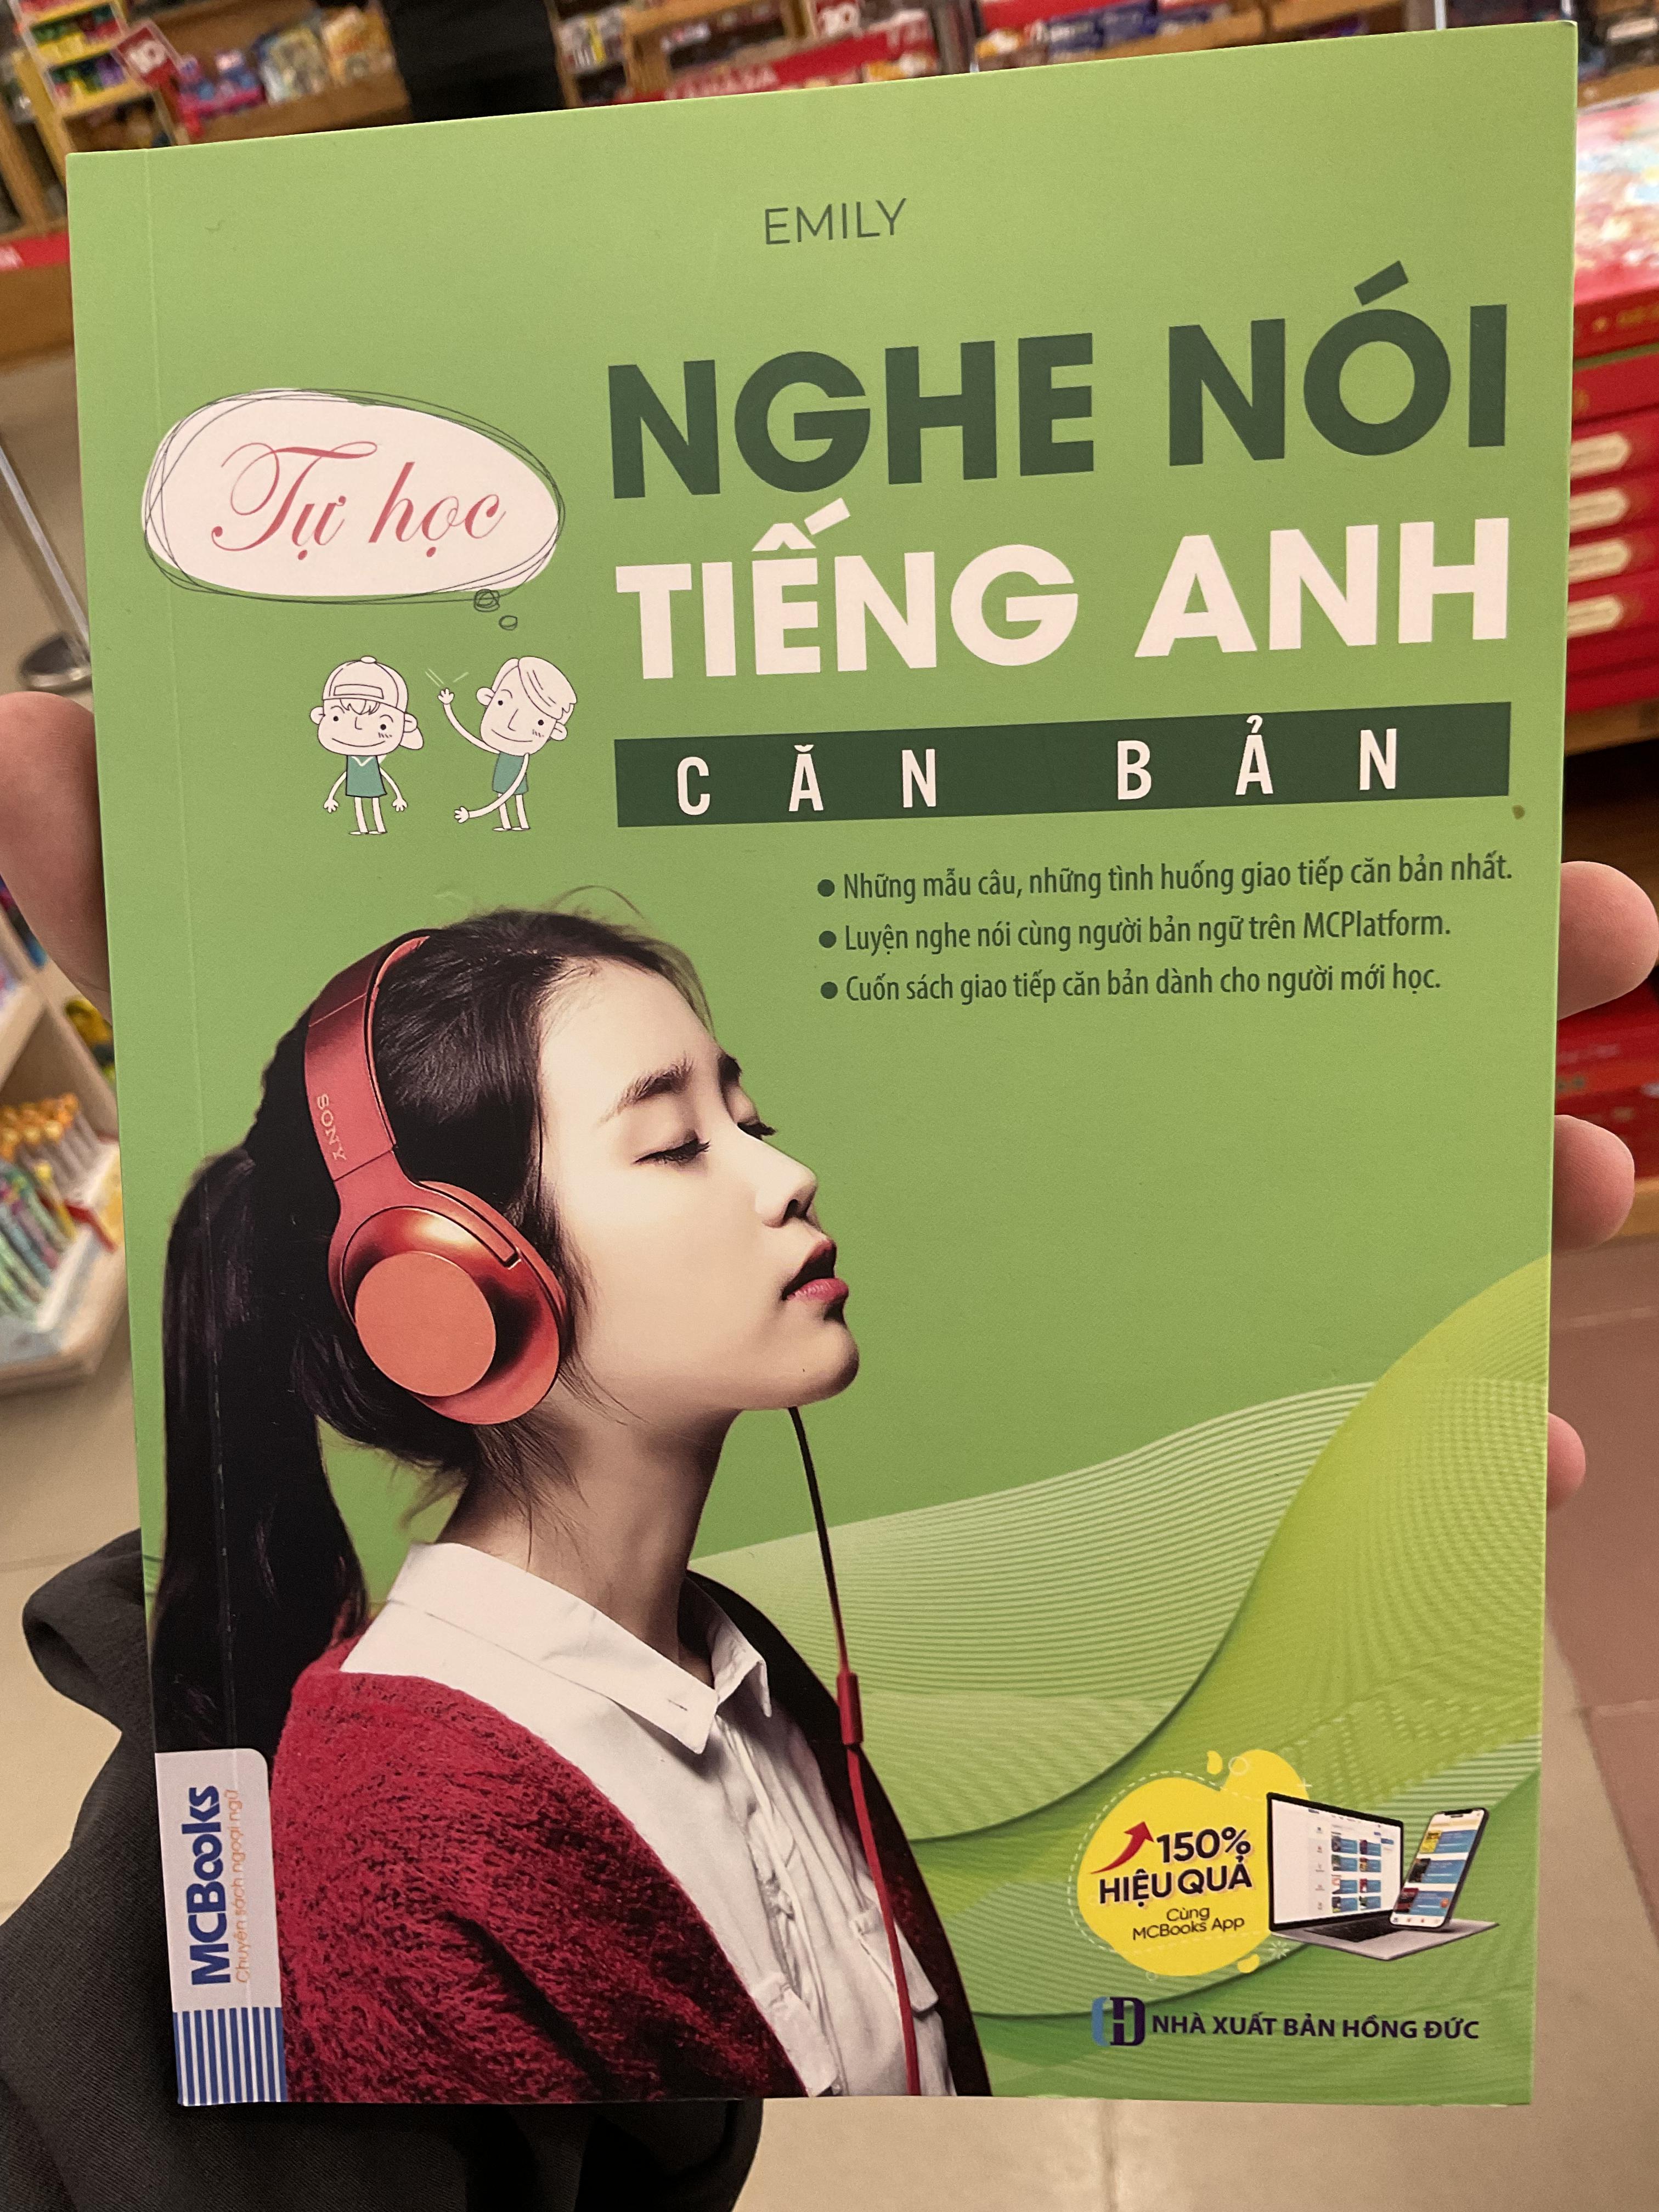 EMILY
Tự học
NGHE NÓI
TIẾNG ANH
CĂN BẢN
● Những mẫu câu, những tình huống giao tiếp căn bản nhất.
● Luyện nghe nói cùng người bản ngữ trên MCPlatform.
● Cuốn sách giao tiếp căn bản dành cho người mới học.
SONY
MCBooks
Chuyên sách ngoại ngữ
150%
HIỆU QUẢ
Cùng
MCBooks App
NHÀ XUẤT BẢN HỒNG ĐỨC